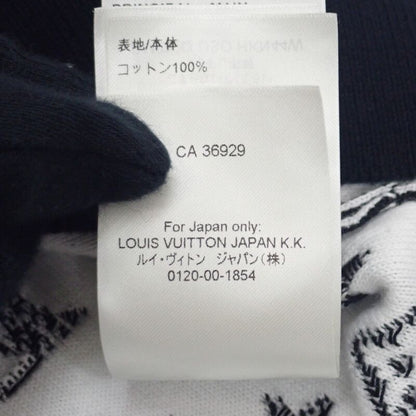 表地/本体
コットン100%
CA 36929
For Japan only:
LOUIS VUITTON JAPAN K.K.
ルイ・ヴィトン ジャパン(株)
0120-00-1854